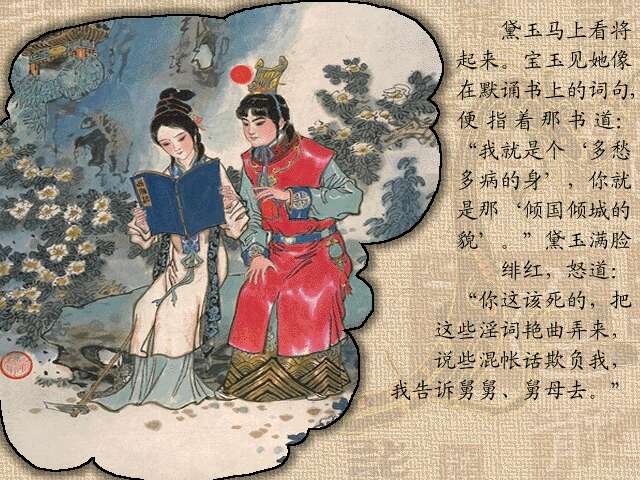 黛玉马上看将
起来。宝玉见她像
在默诵书上的词句,
便指着那书道:
“我就是个‘多愁
多病的身’,你就
是那‘倾国倾城的
貌’。”黛玉满脸
绯红,怒道:
“你这该死的,把
这些淫词艳曲弄来,
说些混帐话欺负我,
我告诉舅舅、舅母去。”